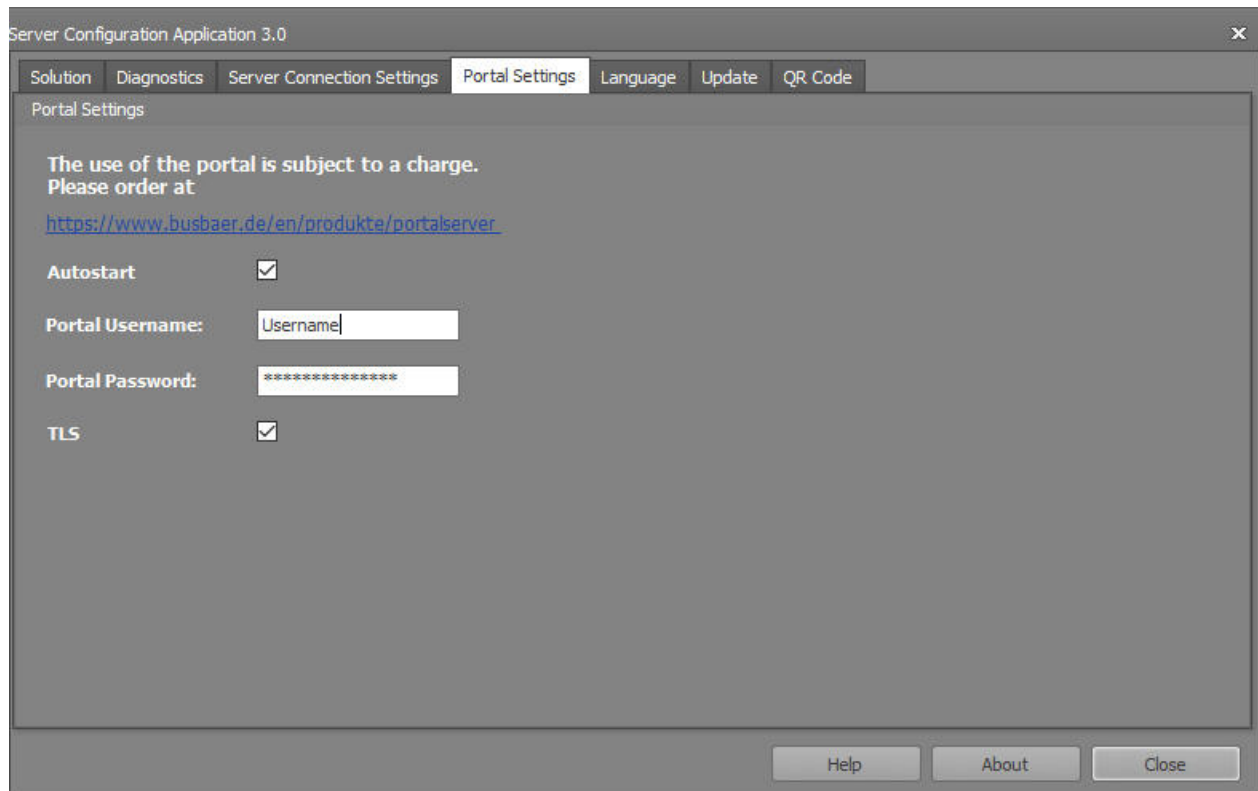 Server Configuration Application 3.0
Solution Diagnostics Server Connection Settings Portal Settings Language Update QR Code
Portal Settings
The use of the portal is subject to a charge.
Please order at
https://www.busbaer.de/en/produkte/portalserver
Autostart
Portal Username: Username
Portal Password: **************
TLS
Help About Close